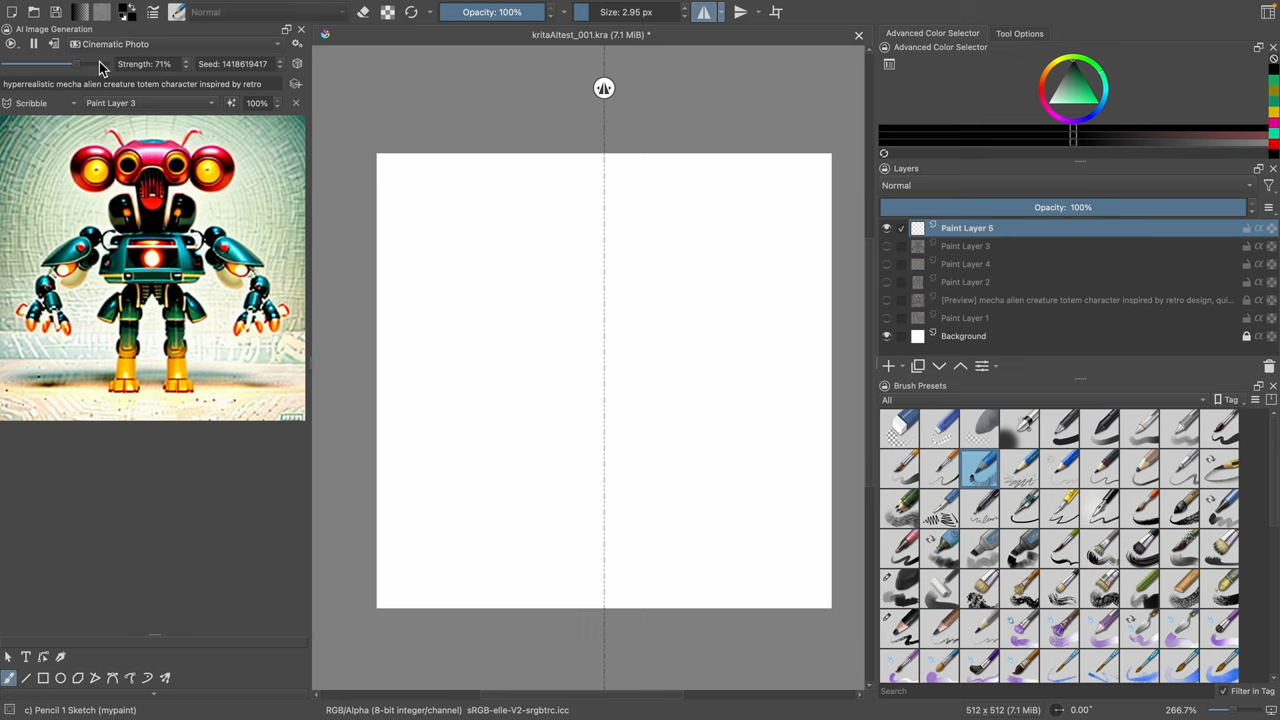 Normal
Opacity: 100%
Size: 2.95 px
AI Image Generation
Cinematic Photo
Strength: 71%
Seed: 1418619417
hyperrealistic mecha alien creature totem character inspired by retro
Scribble
Paint Layer 3
100%
kritaAItest_001.kra (7.1 MiB) *
Advanced Color Selector
Tool Options
Advanced Color Selector
Layers
Normal
Opacity: 100%
Paint Layer 5
Paint Layer 3
Paint Layer 4
Paint Layer 2
[Preview] mecha alien creature totem character inspired by retro design, qui...
Paint Layer 1
Background
Brush Presets
All
Tag
Search
Filter in Tag
c) Pencil 1 Sketch (mypaint)
RGB/Alpha (8-bit integer/channel) sRGB-elle-V2-srgbtrc.icc
512 x 512 (7.1 MiB)
0.00°
266.7%